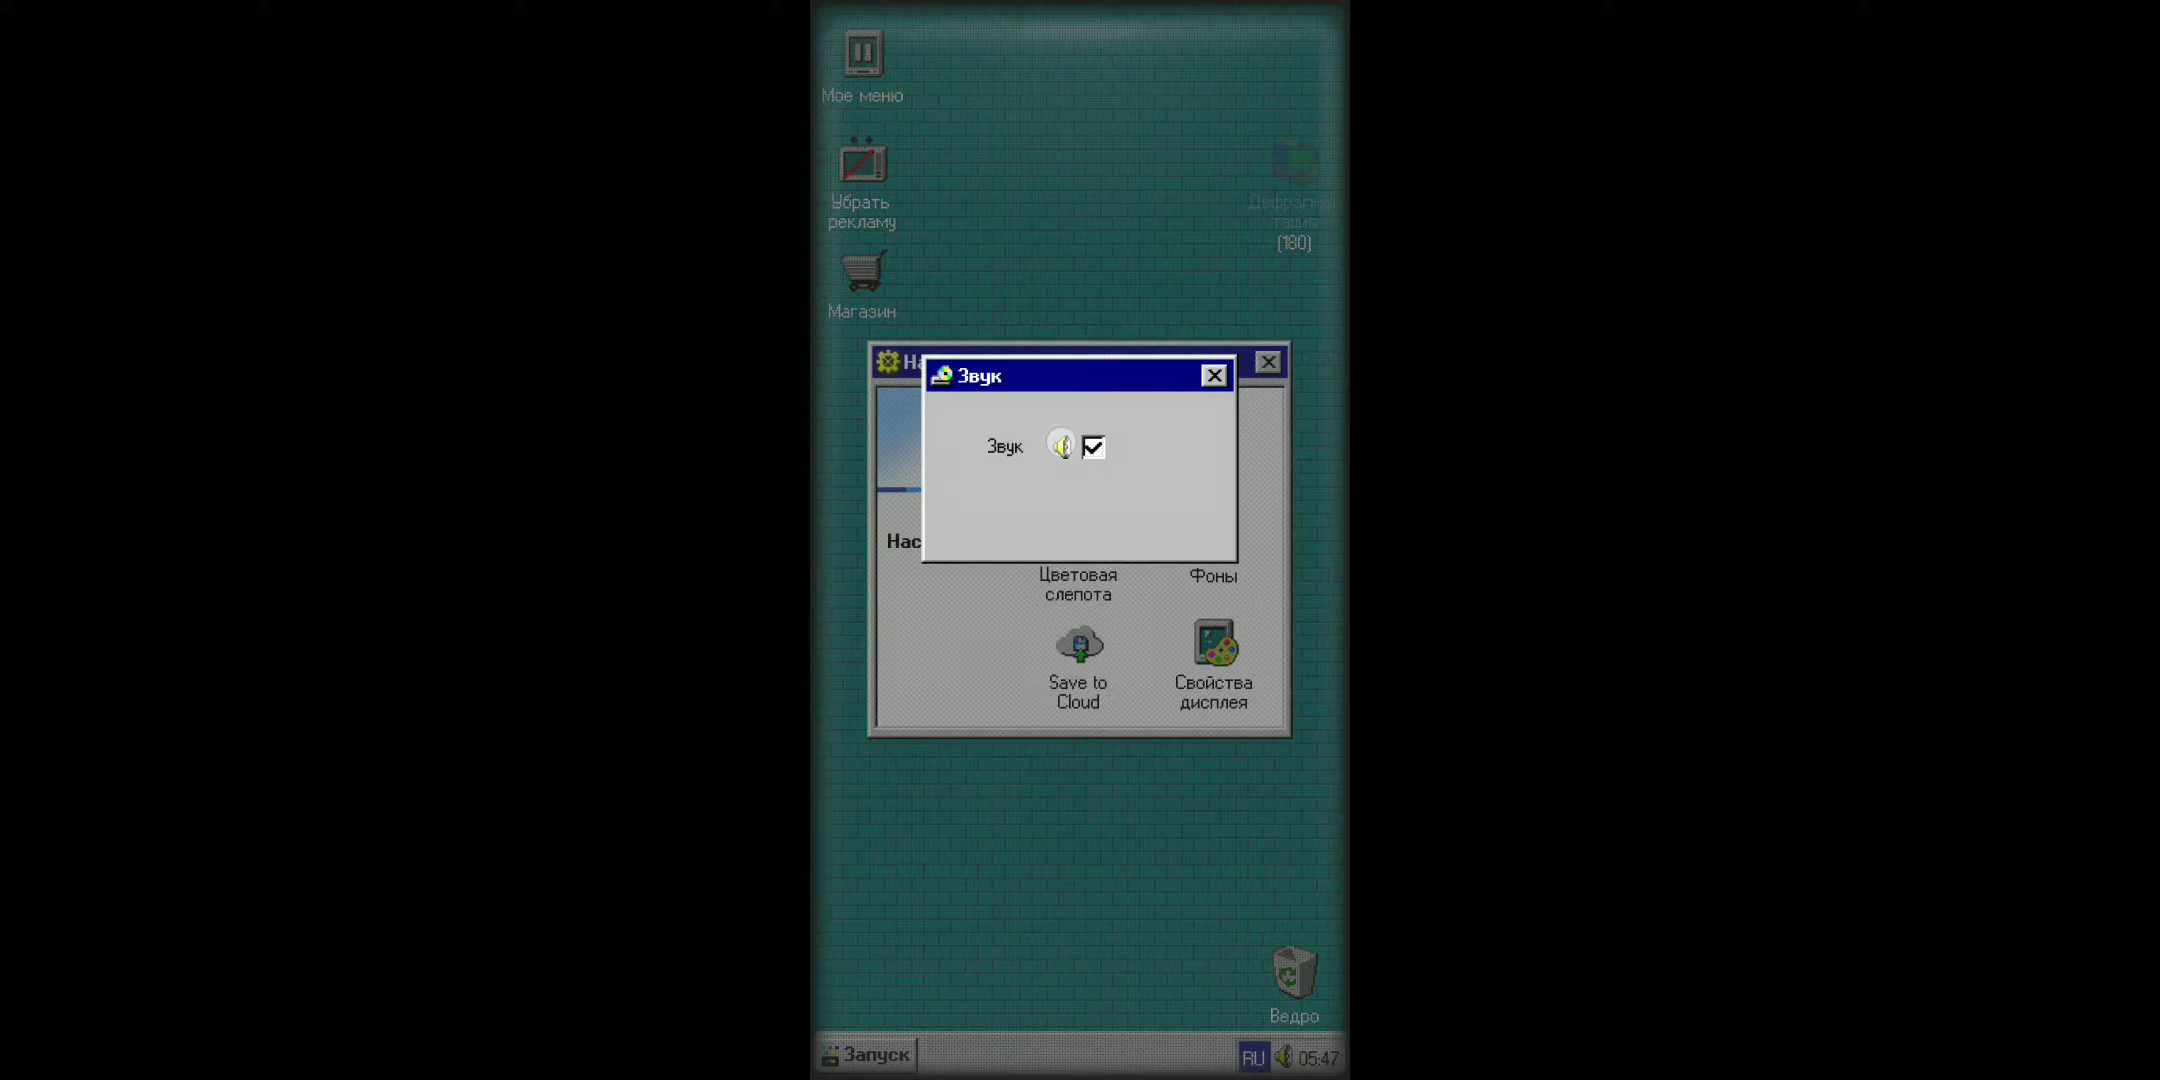 Мое меню
Убрать
рекламу
(180)
Магазин
Звук
Звук
Нас
Цветовая
слепота
Фоны
Save to
Cloud
Свойства
дисплея
Ведро
Запуск
RU
05:47